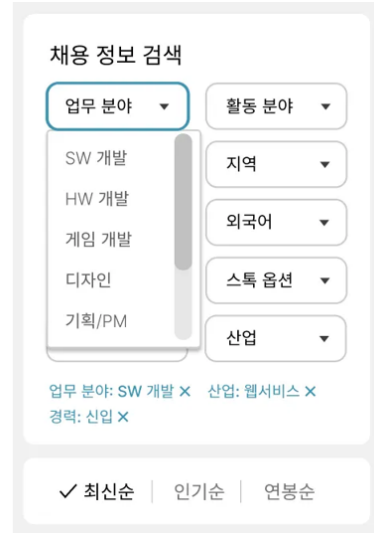 채용 정보 검색
업무 분야 ▼ 활동 분야 ▼
SW 개발
지역 ▼
HW 개발
외국어 ▼
게임 개발
디자인
스톡 옵션 ▼
기획/PM
산업 ▼
업무 분야: SW 개발 × 산업: 웹서비스 ×
경력: 신입 ×
✓ 최신순 | 인기순 | 연봉순